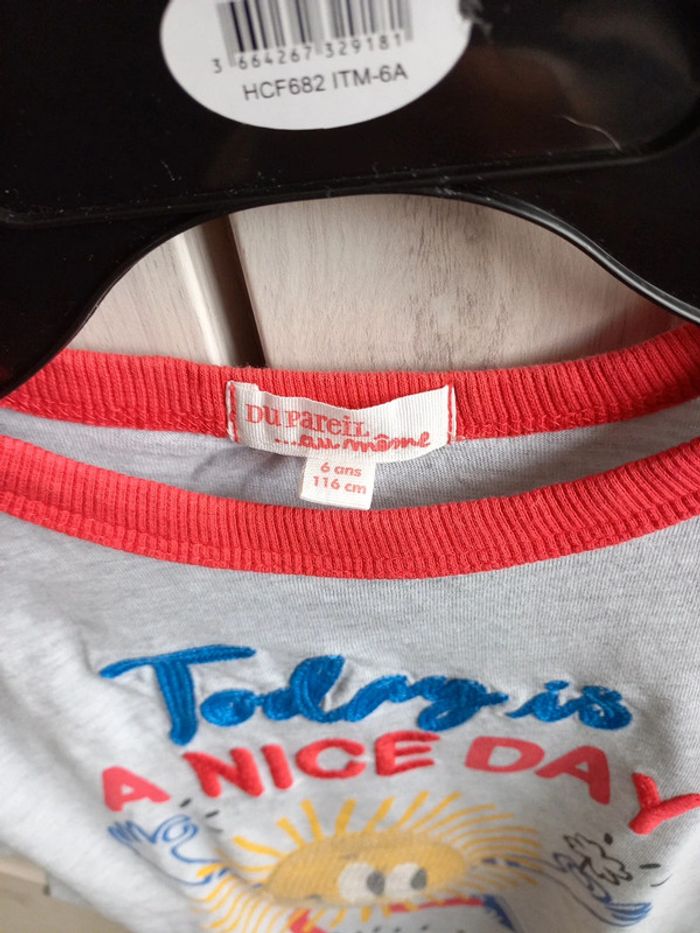 3 664267 329181
HCF682 ITM-6A
DU PAREIL
...au même
6 ans
116 cm
Today is
A NICE DAY